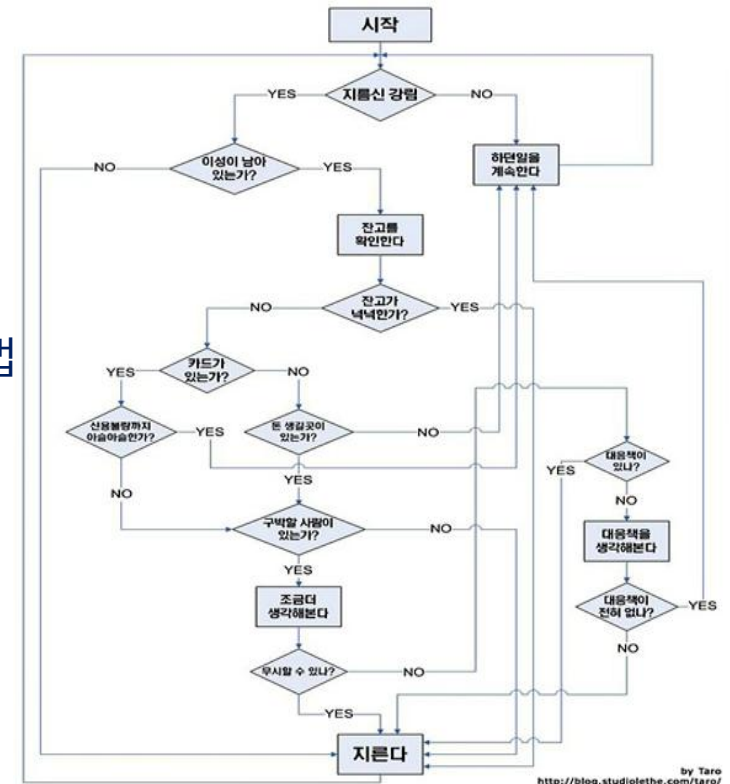 시작
지름신 강림
YES
NO
이성이 남아
있는가?
NO
YES
하던일을
계속한다
잔고를
확인한다
잔고가
넉넉한가?
NO
YES
법
카드가
있는가?
YES
NO
신용불량까지
아슬아슬한가?
YES
돈 생길곳이
있는가?
NO
대응책이
있나?
YES
NO
YES
NO
구박할 사람이
있는가?
NO
대응책을
생각해본다
YES
조금더
생각해본다
대응책이
전혀 없나?
YES
NO
무시할 수 있나?
NO
YES
지른다
by Taro
http://blog.studiolethe.com/taro/